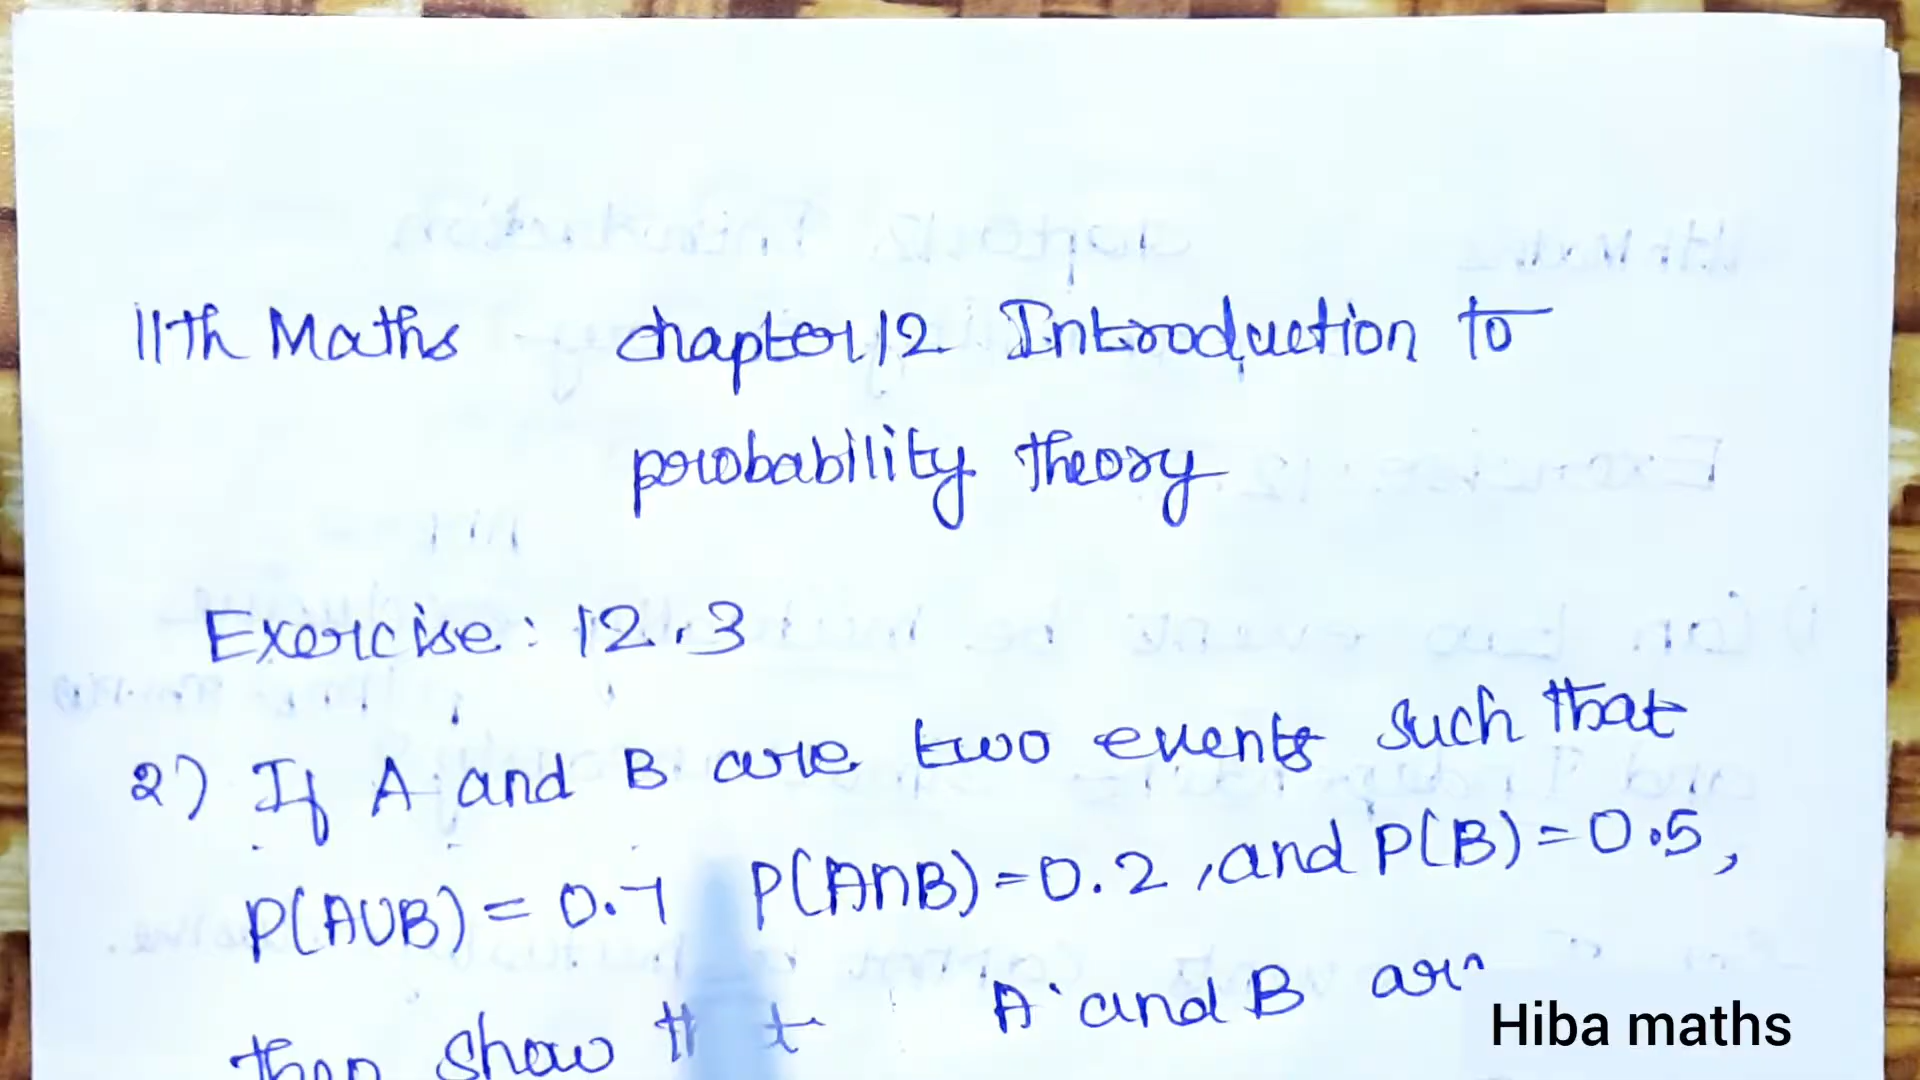 11th Maths chapter 12 Introduction to
probability theory
Exercise: 12.3
2) If A and B are two events such that
P(AUB) = 0.7 P(A∩B) = 0.2, and P(B) = 0.5,
then show A and B
Hiba maths